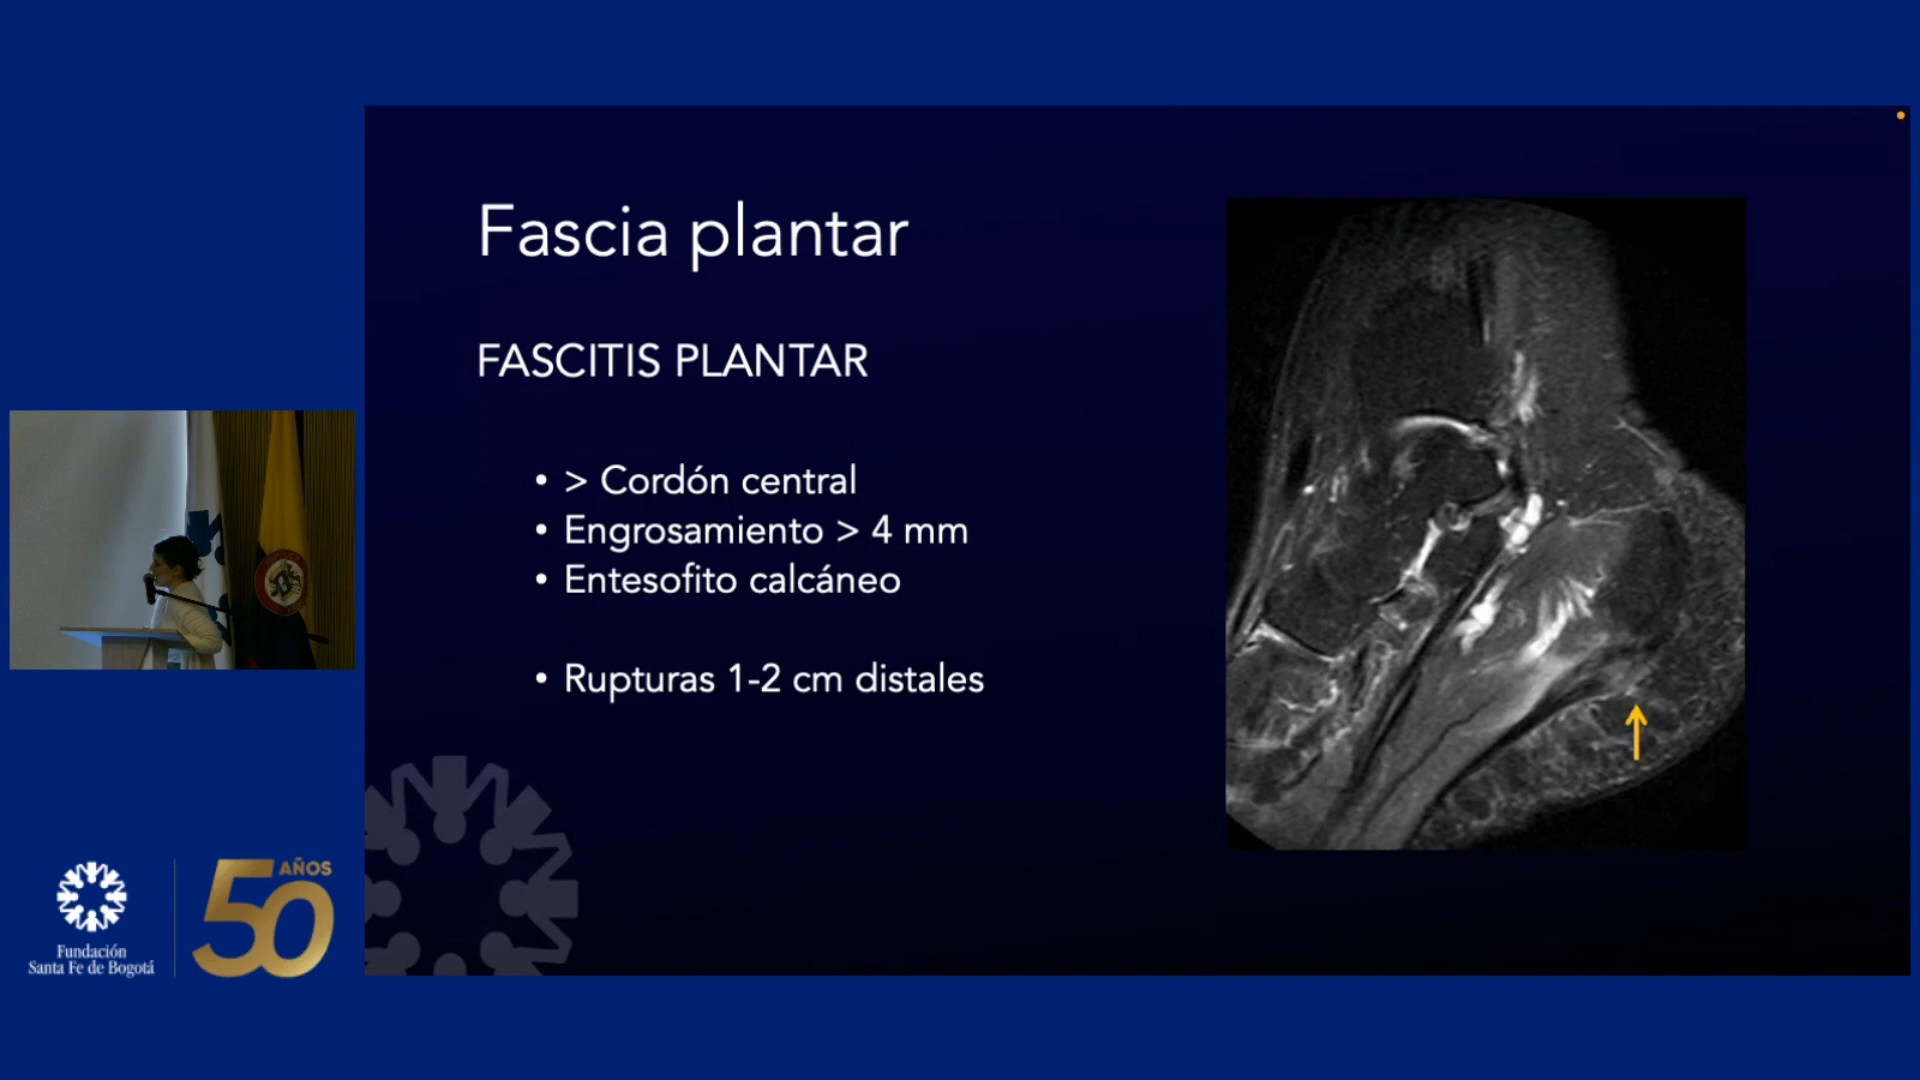 Fascia plantar
FASCITIS PLANTAR
• > Cordón central
• Engrosamiento > 4 mm
• Entesofito calcáneo
• Rupturas 1-2 cm distales
Fundación
Santa Fe de Bogotá
50 AÑOS